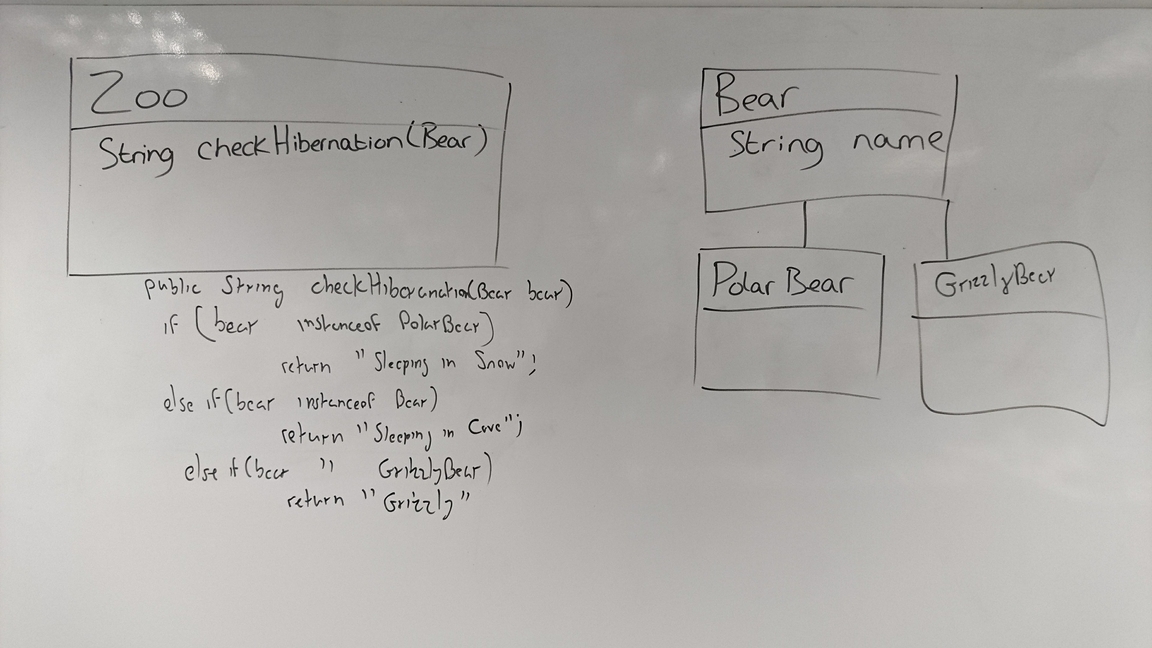 Zoo
String checkHibernation(Bear)
public String checkHiberanation(Bear bear)
if (bear instanceof PolarBear)
return "Sleeping in Snow";
else if(bear instanceof Bear)
return "Sleeping in Cave";
else if(bear " GrizzlyBear)
return "Grizzly"
Bear
String name
Polar Bear
GrizzlyBear